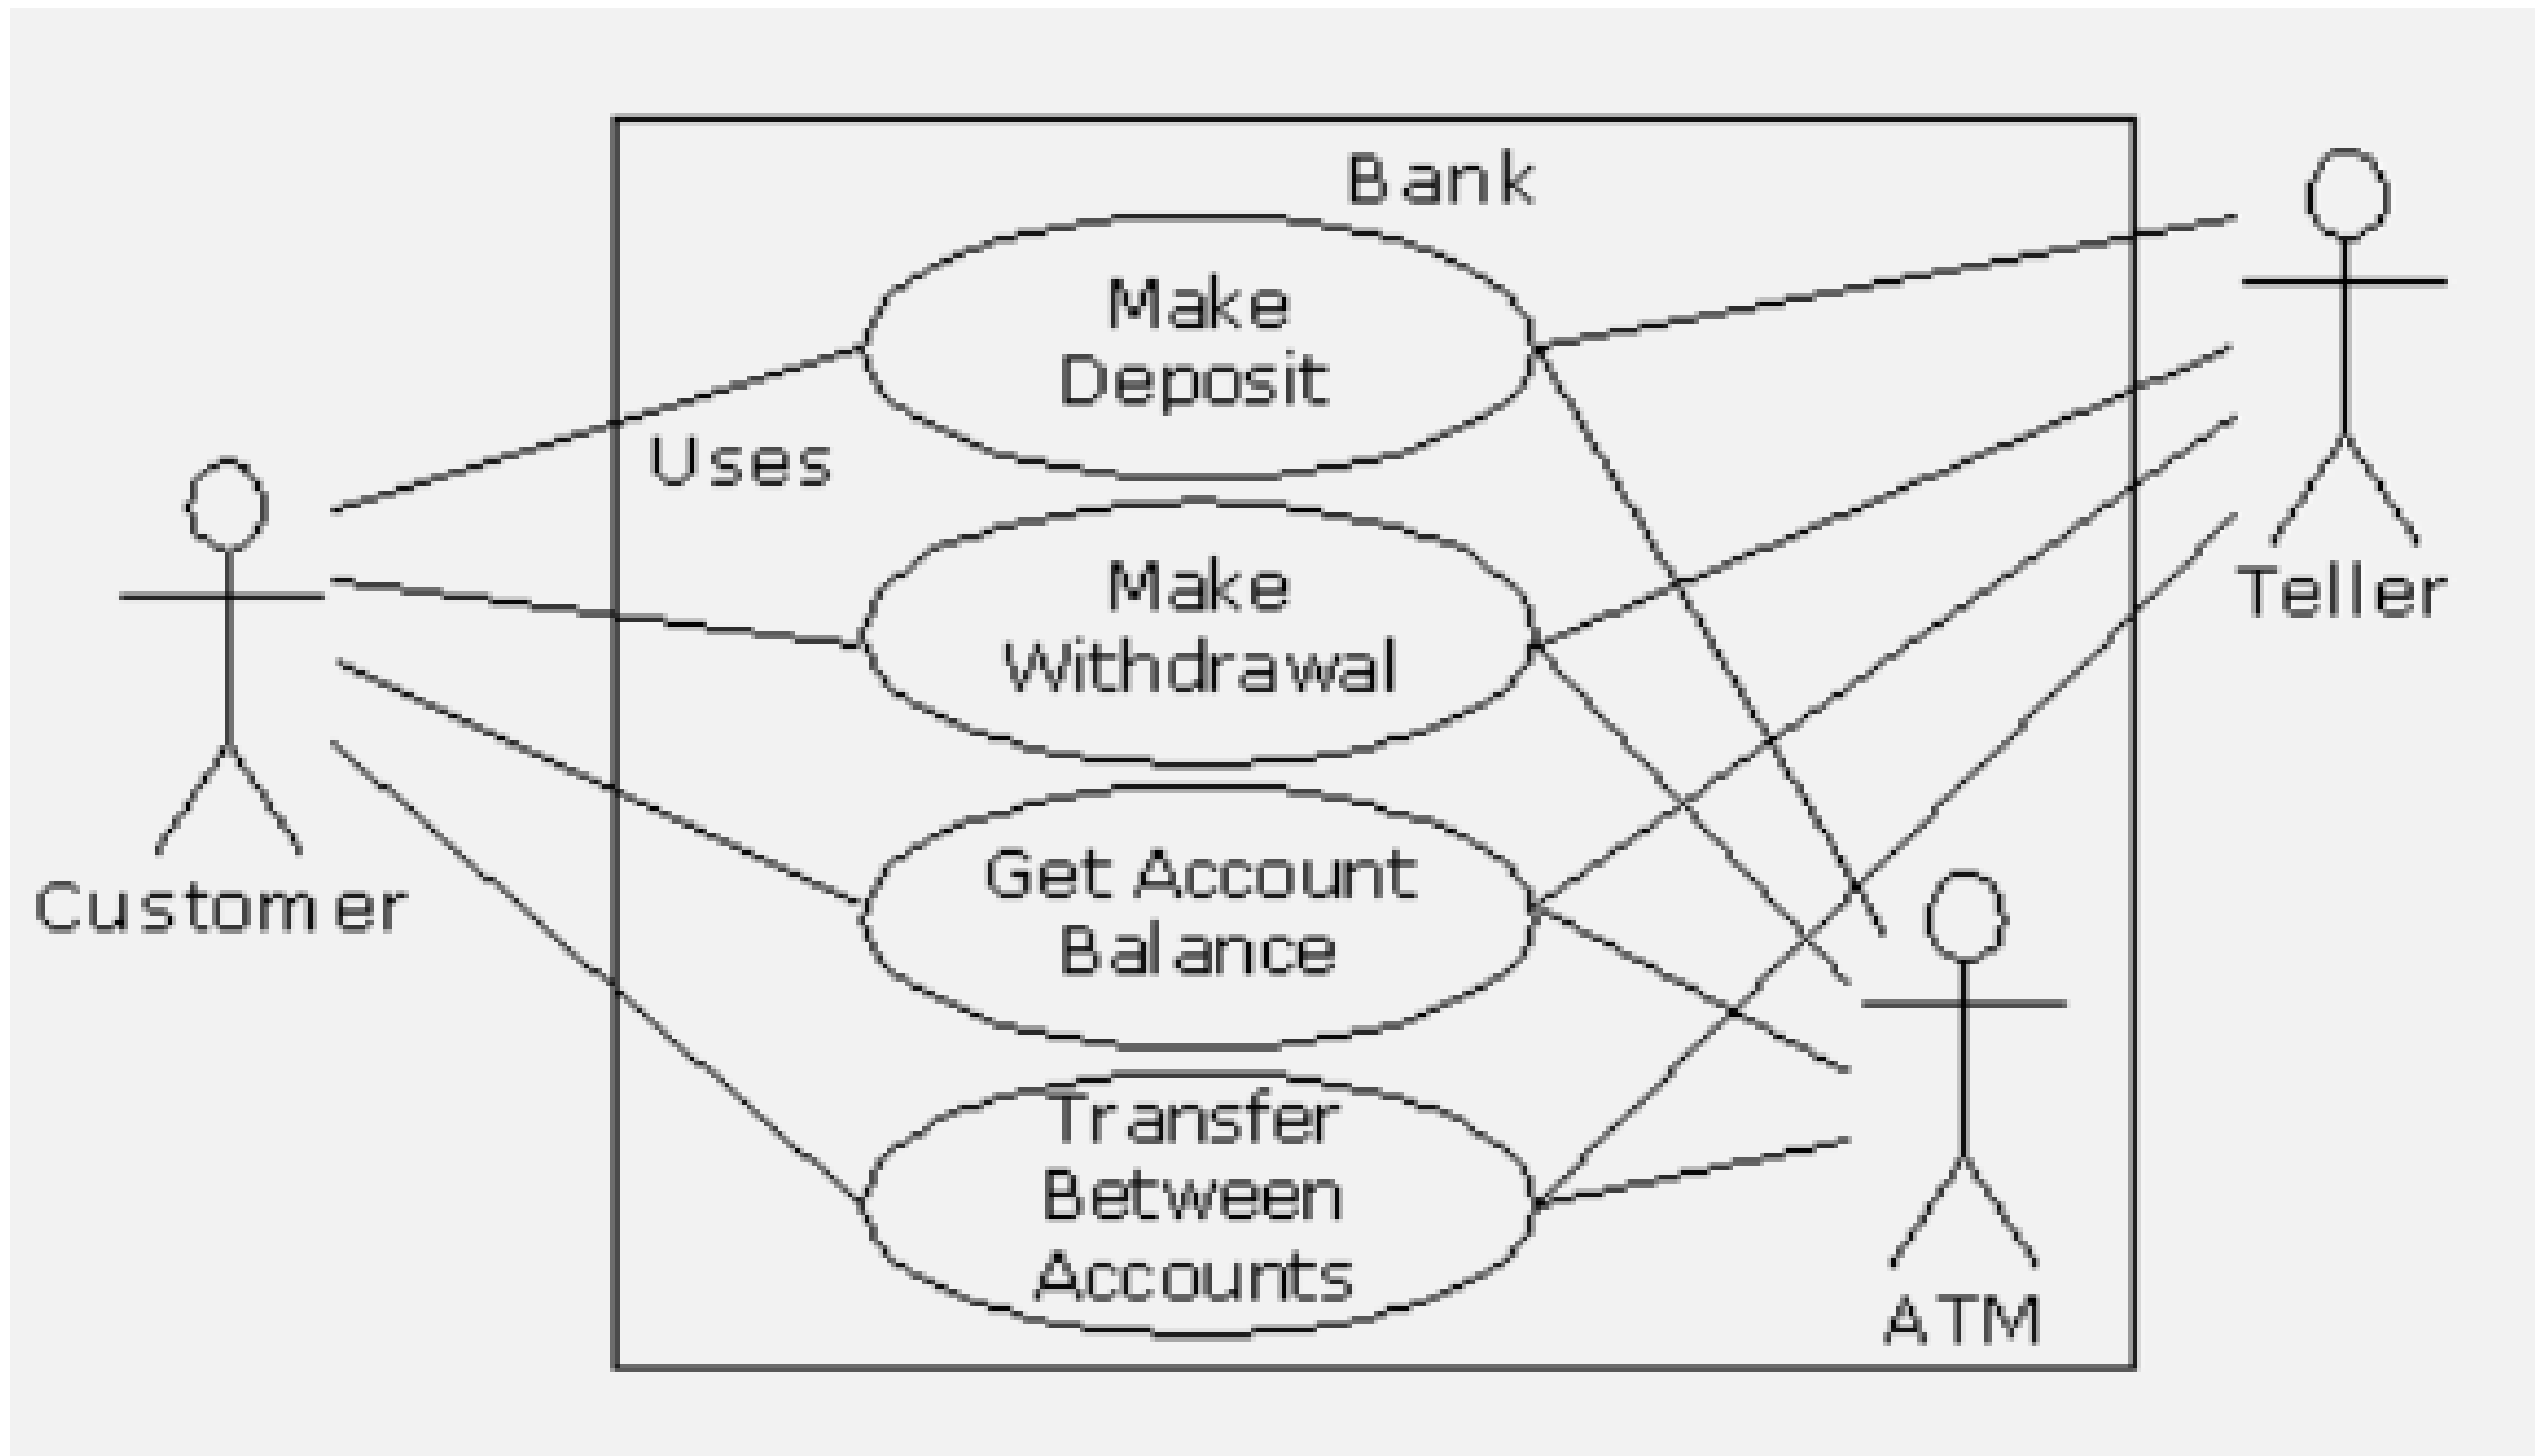 Bank
Make
Deposit
Uses
Make
Withdrawal
Teller
Customer
Get Account
Balance
Transfer
Between
Accounts
ATM